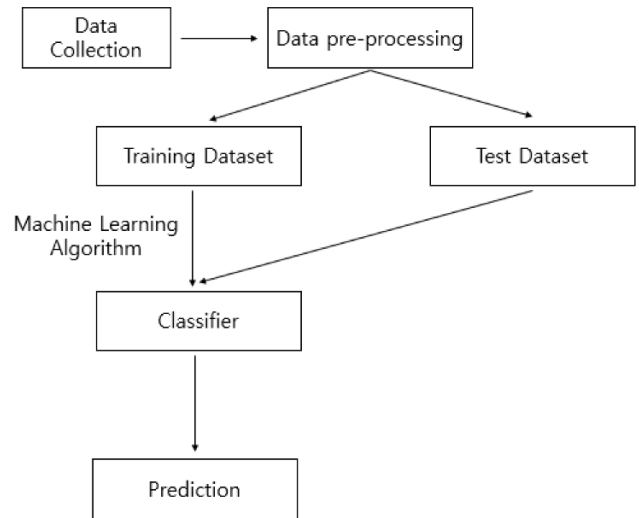 Data
Collection
Data pre-processing
Training Dataset
Test Dataset
Machine Learning
Algorithm
Classifier
Prediction